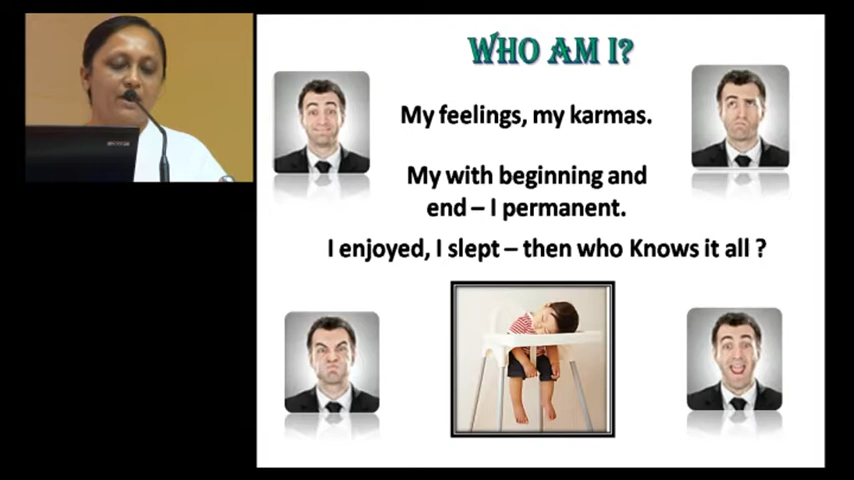 WHO AM I?
My feelings, my karmas.
My with beginning and
end – I permanent.
I enjoyed, I slept – then who Knows it all ?